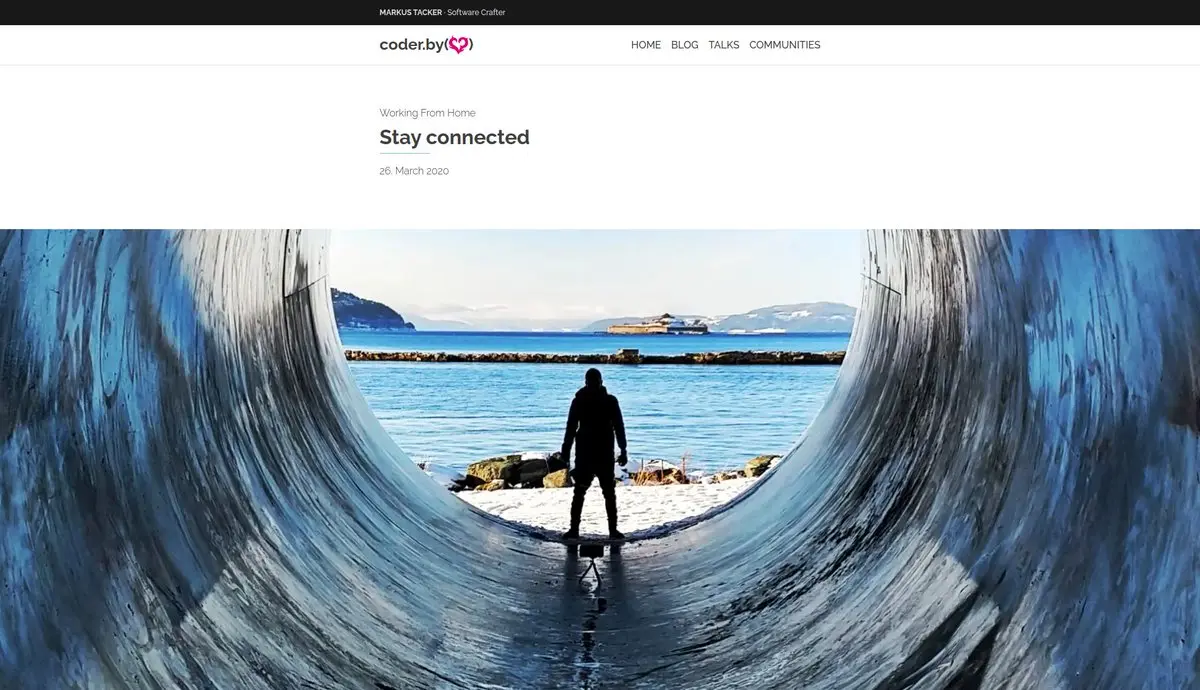 MARKUS TACKER · Software Crafter
coder.by( )
HOME BLOG TALKS COMMUNITIES
Working From Home
Stay connected
26. March 2020